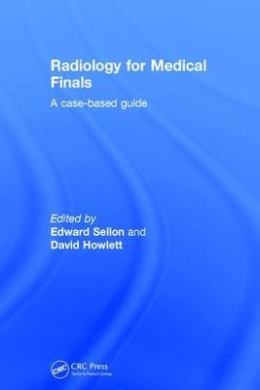 Radiology for Medical
Finals
A case-based guide
Edited by
Edward Sellon and
David Howlett
CRC Press
Taylor & Francis Group